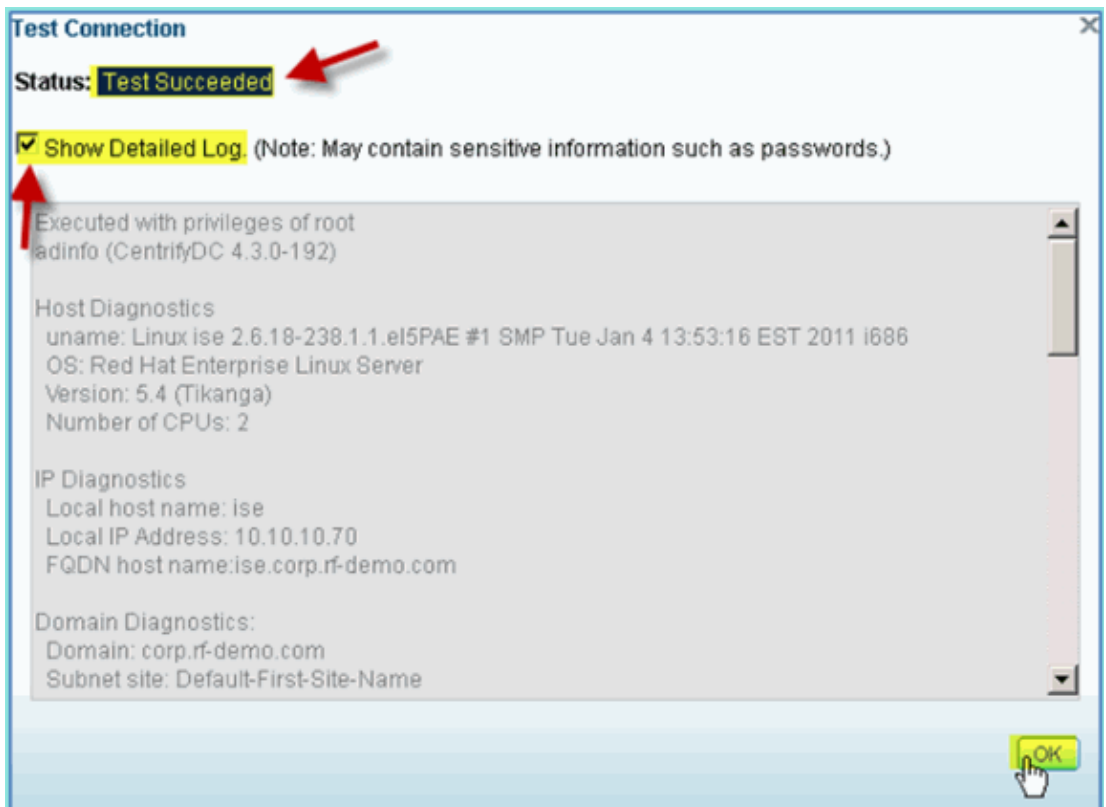 Test Connection
Status: Test Succeeded
Show Detailed Log. (Note: May contain sensitive information such as passwords.)
Executed with privileges of root
adinfo (CentrifyDC 4.3.0-192)
Host Diagnostics
uname: Linux ise 2.6.18-238.1.1.el5PAE #1 SMP Tue Jan 4 13:53:16 EST 2011 i686
OS: Red Hat Enterprise Linux Server
Version: 5.4 (Tikanga)
Number of CPUs: 2
IP Diagnostics
Local host name: ise
Local IP Address: 10.10.10.70
FQDN host name:ise.corp.rf-demo.com
Domain Diagnostics:
Domain: corp.rf-demo.com
Subnet site: Default-First-Site-Name
OK